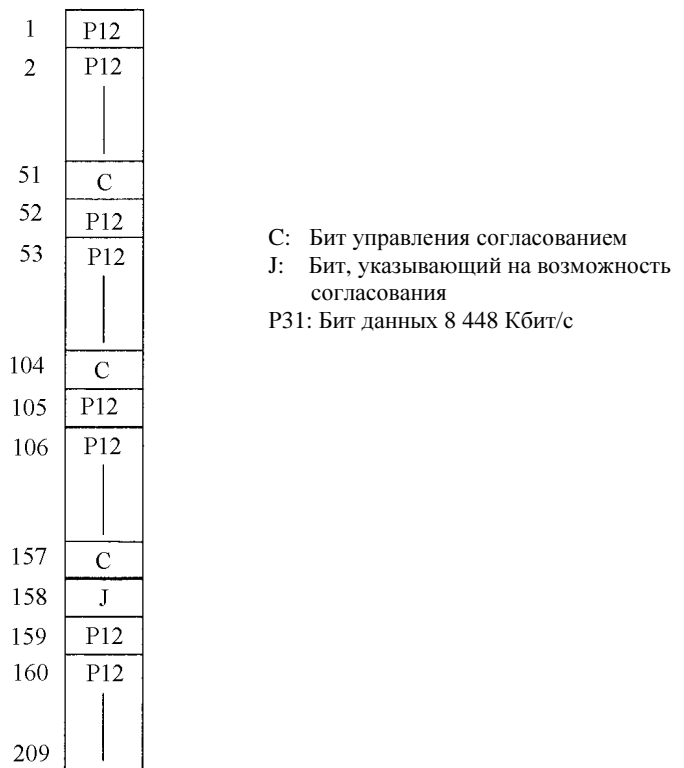 1 P12
2 P12
51 C
52 P12
53 P12
104 C
105 P12
106 P12
157 C
158 J
159 P12
160 P12
209
C: Бит управления согласованием
J: Бит, указывающий на возможность
согласования
P31: Бит данных 8 448 Кбит/с